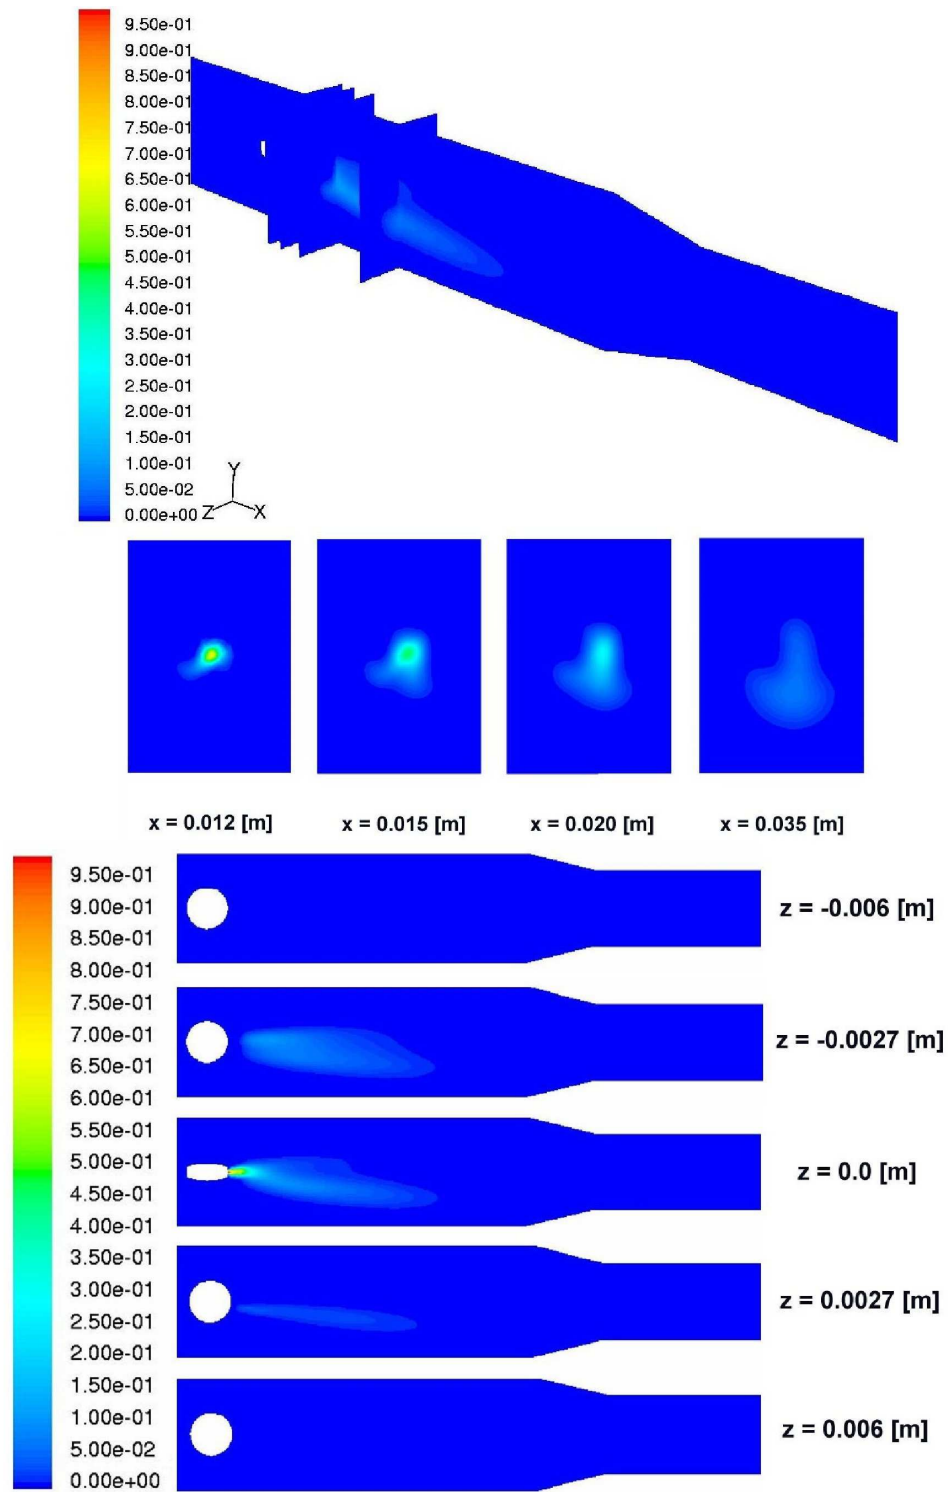 9.50e-01
9.00e-01
8.50e-01
8.00e-01
7.50e-01
7.00e-01
6.50e-01
6.00e-01
5.50e-01
5.00e-01
4.50e-01
4.00e-01
3.50e-01
3.00e-01
2.50e-01
2.00e-01
1.50e-01
1.00e-01
5.00e-02
0.00e+00
Y
Z X
x = 0.012 [m] x = 0.015 [m] x = 0.020 [m] x = 0.035 [m]
9.50e-01
9.00e-01
8.50e-01
8.00e-01
7.50e-01
7.00e-01
6.50e-01
6.00e-01
5.50e-01
5.00e-01
4.50e-01
4.00e-01
3.50e-01
3.00e-01
2.50e-01
2.00e-01
1.50e-01
1.00e-01
5.00e-02
0.00e+00
z = -0.006 [m]
z = -0.0027 [m]
z = 0.0 [m]
z = 0.0027 [m]
z = 0.006 [m]